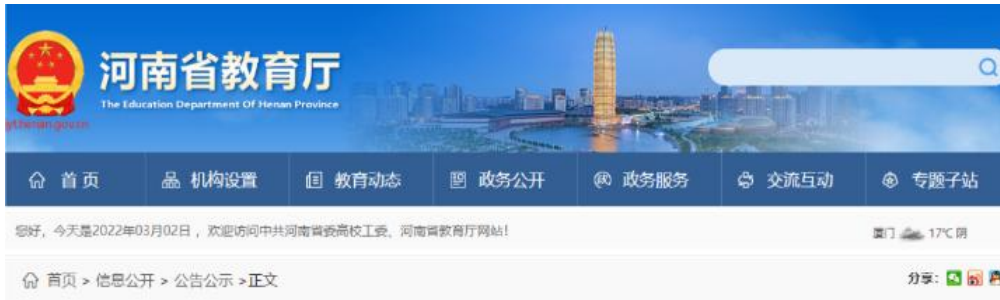 河南省教育厅
The Education Department Of Henan Province
首页 机构设置 教育动态 政务公开 政务服务 交流互动 专题子站
您好，今天是2022年03月02日，欢迎访问中共河南省委高校工委、河南省教育厅网站! 厦门 17℃ 阴
首页 > 信息公开 > 公告公示 >正文 分享: